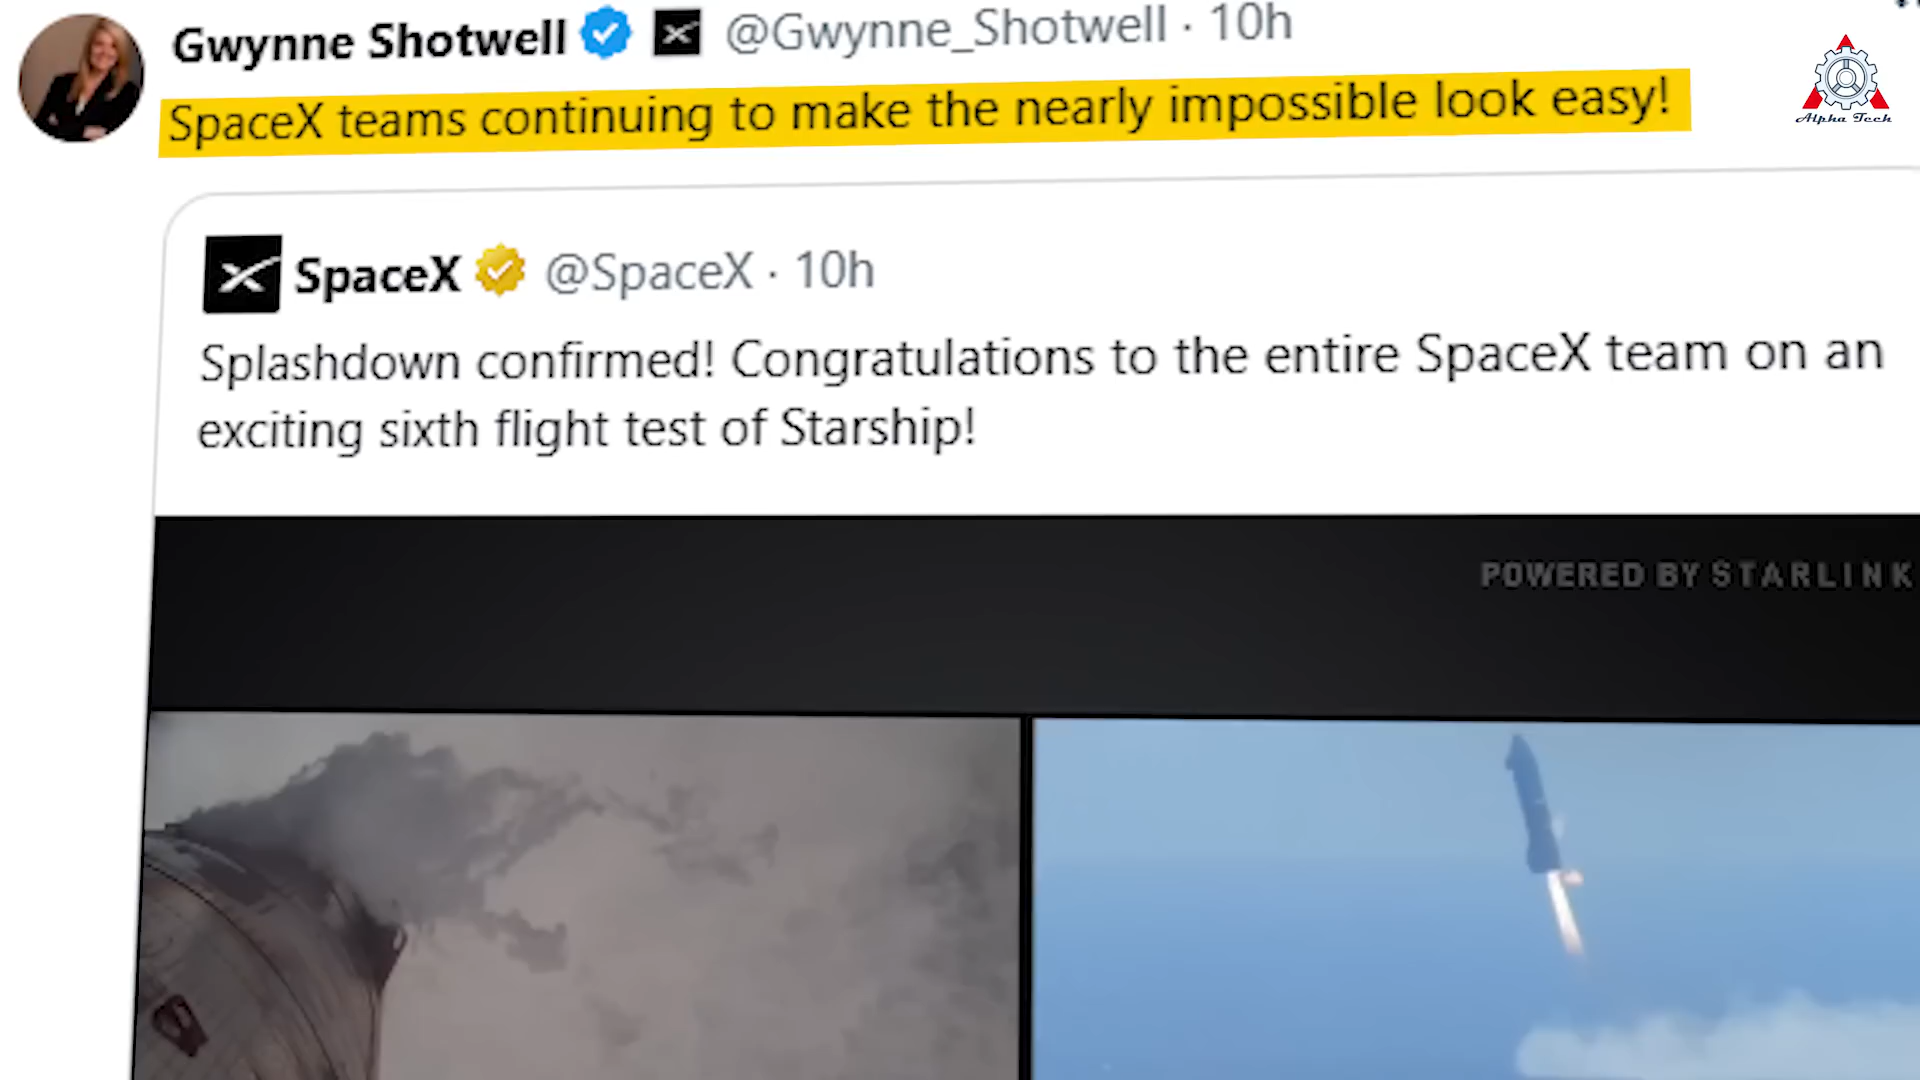 Gwynne Shotwell @Gwynne_Shotwell · 10h
SpaceX teams continuing to make the nearly impossible look easy!
Alpha Tech
SpaceX @SpaceX · 10h
Splashdown confirmed! Congratulations to the entire SpaceX team on an
exciting sixth flight test of Starship!
POWERED BY STARLINK